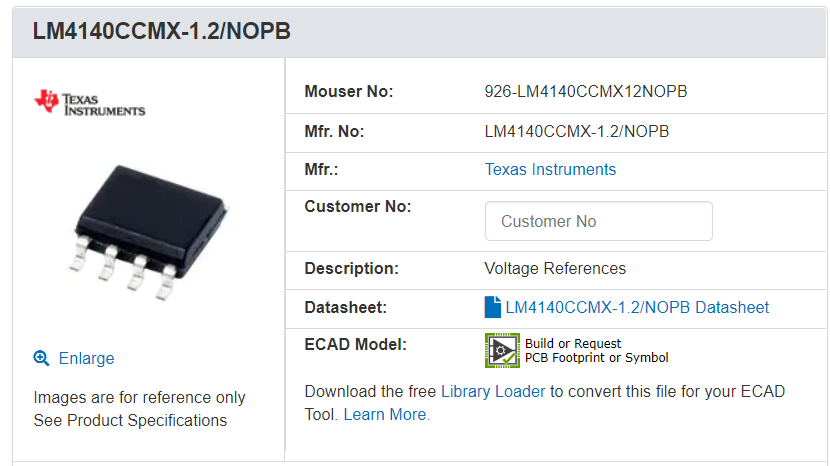 LM4140CCMX-1.2/NOPB
TEXAS
INSTRUMENTS
Enlarge
Images are for reference only
See Product Specifications
Mouser No: 926-LM4140CCMX12NOPB
Mfr. No: LM4140CCMX-1.2/NOPB
Mfr.: Texas Instruments
Customer No: Customer No
Description: Voltage References
Datasheet: LM4140CCMX-1.2/NOPB Datasheet
ECAD Model: Build or Request
PCB Footprint or Symbol
Download the free Library Loader to convert this file for your ECAD
Tool. Learn More.